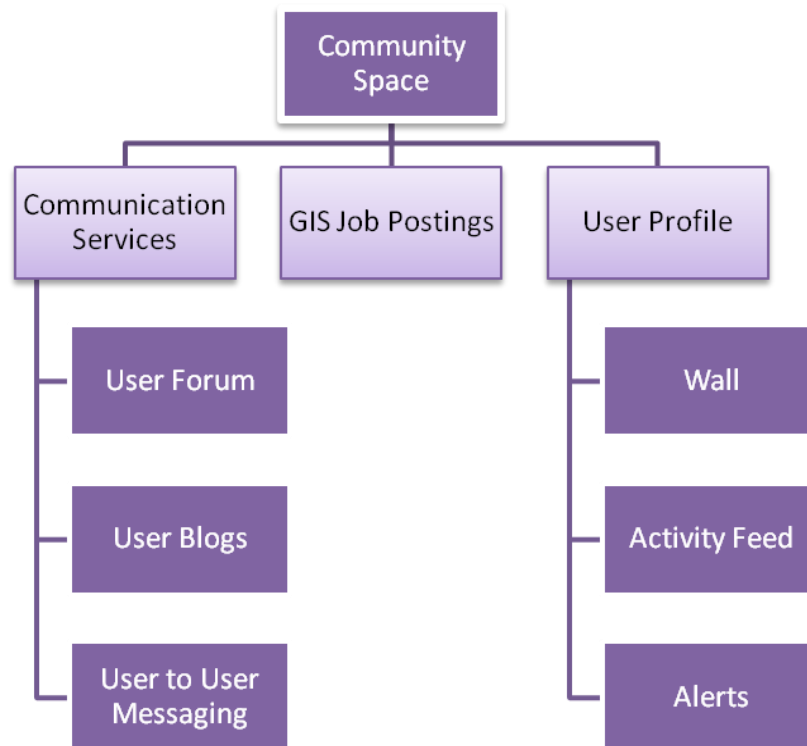 Community
Space
Communication
Services
GIS Job Postings
User Profile
User Forum
Wall
User Blogs
Activity Feed
User to User
Messaging
Alerts